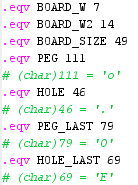 .eqv BOARD_W 7
.eqv BOARD_W2 14
.eqv BOARD_SIZE 49
.eqv PEG 111
# (char)111 = 'o'
.eqv HOLE 46
# (char)46 = '.'
.eqv PEG_LAST 79
# (char)79 = 'O'
.eqv HOLE_LAST 69
# (char)69 = 'E'